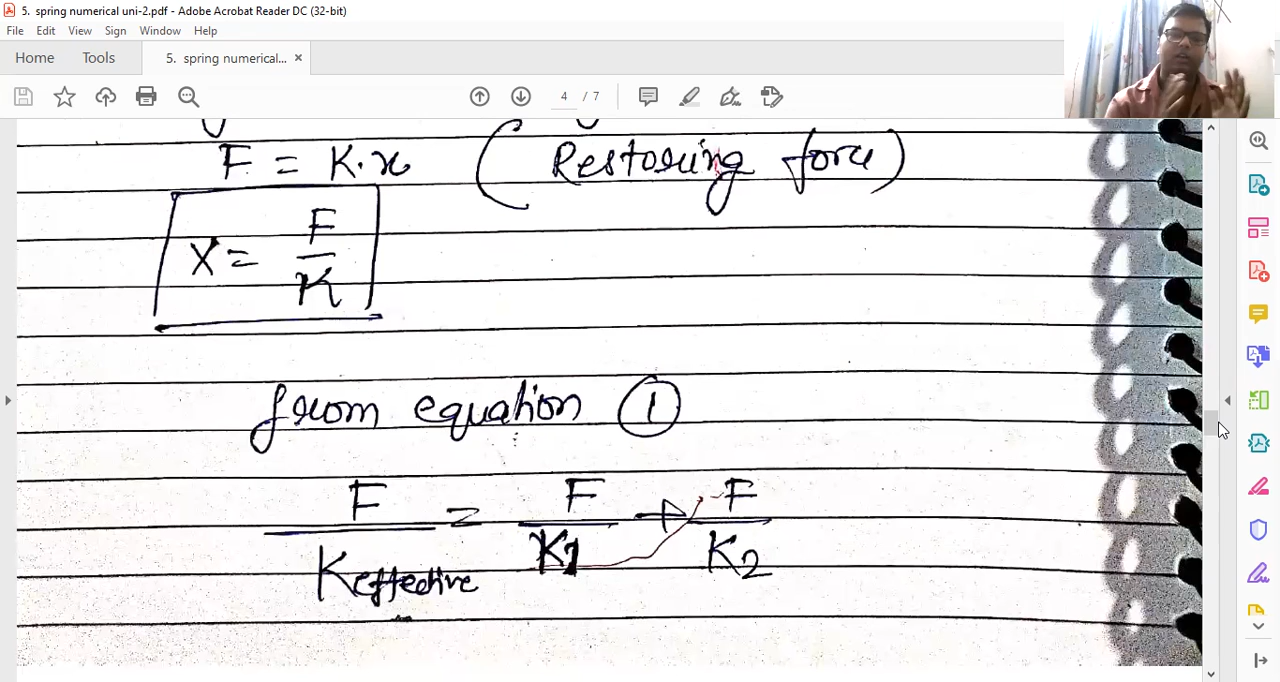 5. spring numerical uni-2.pdf - Adobe Acrobat Reader DC (32-bit)
File Edit View Sign Window Help
Home Tools 5. spring numerical... ×
4 / 7
F = K·x ( Restoring force )
X = F/K
from equation ①
F/Keffective = F/K1 + F/K2